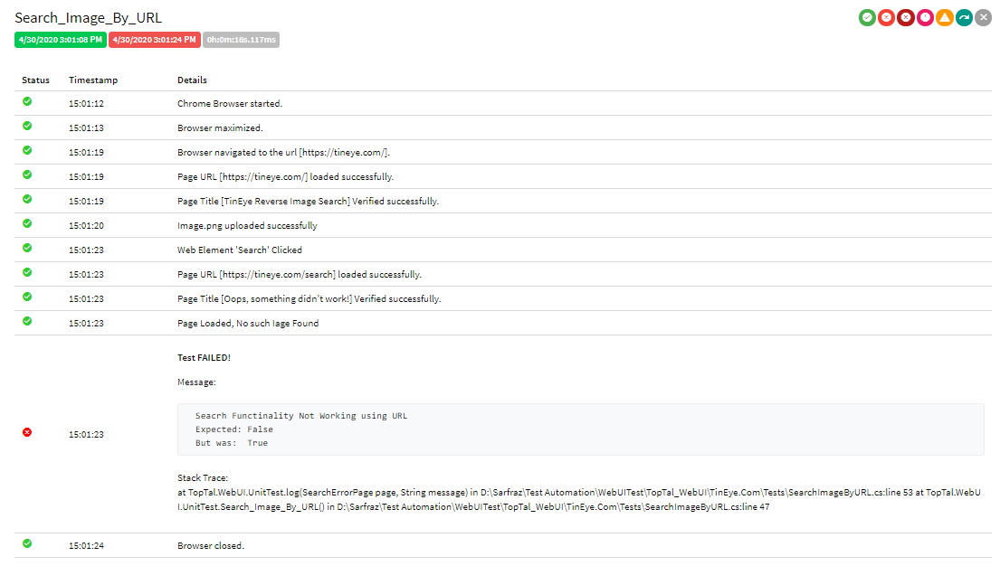 Search_Image_By_URL
4/30/2020 3:01:08 PM 4/30/2020 3:01:24 PM 0h:0m:16s.117ms
Status Timestamp Details
15:01:12 Chrome Browser started.
15:01:13 Browser maximized.
15:01:19 Browser navigated to the url [https://tineye.com/].
15:01:19 Page URL [https://tineye.com/] loaded successfully.
15:01:19 Page Title [TinEye Reverse Image Search] Verified successfully.
15:01:20 Image.png uploaded successfully
15:01:23 Web Element 'Search' Clicked
15:01:23 Page URL [https://tineye.com/search] loaded successfully.
15:01:23 Page Title [Oops, something didn't work!] Verified successfully.
15:01:23 Page Loaded, No such Iage Found
Test FAILED!
Message:
Seacrh Functinality Not Working using URL
Expected: False
But was: True
15:01:23
Stack Trace:
at TopTal.WebUI.UnitTest.log(SearchErrorPage page, String message) in D:\Sarfraz\Test Automation\WebUITest\TopTal_WebUI\TinEye.Com\Tests\SearchImageByURL.cs:line 53 at TopTal.WebU
I.UnitTest.Search_Image_By_URL() in D:\Sarfraz\Test Automation\WebUITest\TopTal_WebUI\TinEye.Com\Tests\SearchImageByURL.cs:line 47
15:01:24 Browser closed.